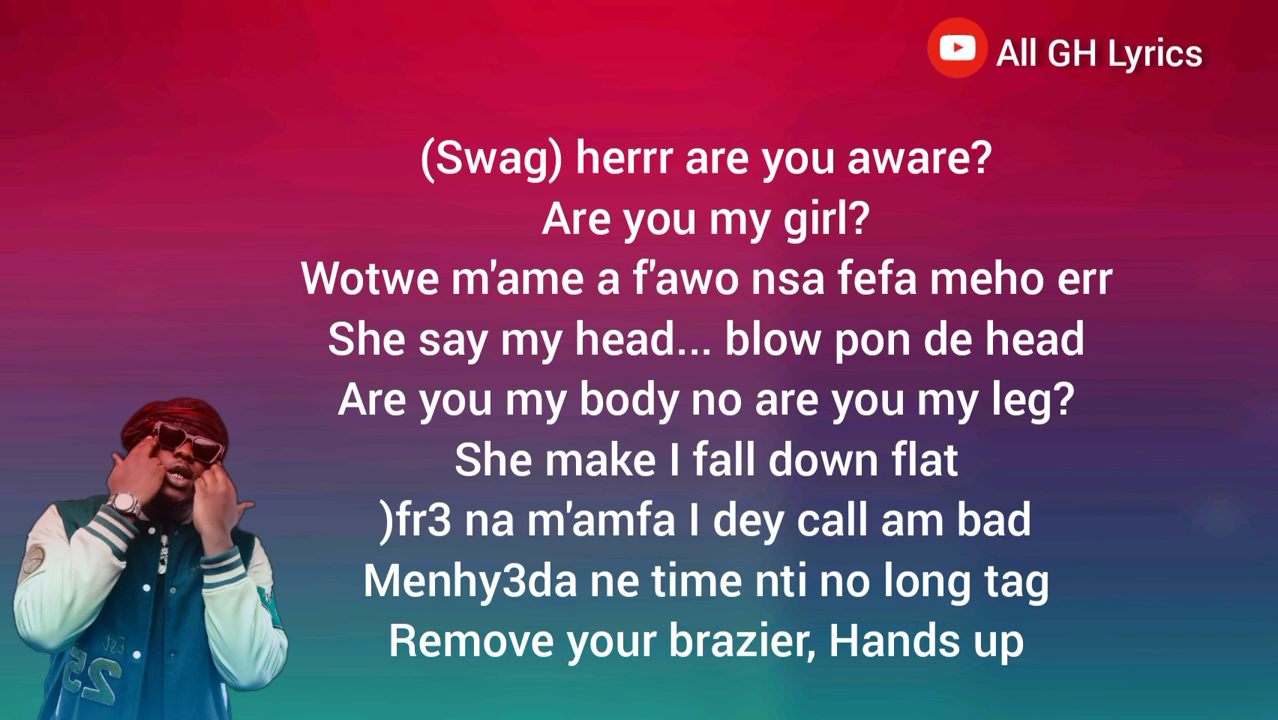 All GH Lyrics
(Swag) herrr are you aware?
Are you my girl?
Wotwe m'ame a f'awo nsa fefa meho err
She say my head... blow pon de head
Are you my body no are you my leg?
She make I fall down flat
)fr3 na m'amfa I dey call am bad
Menhy3da ne time nti no long tag
Remove your brazier, Hands up
Est
25